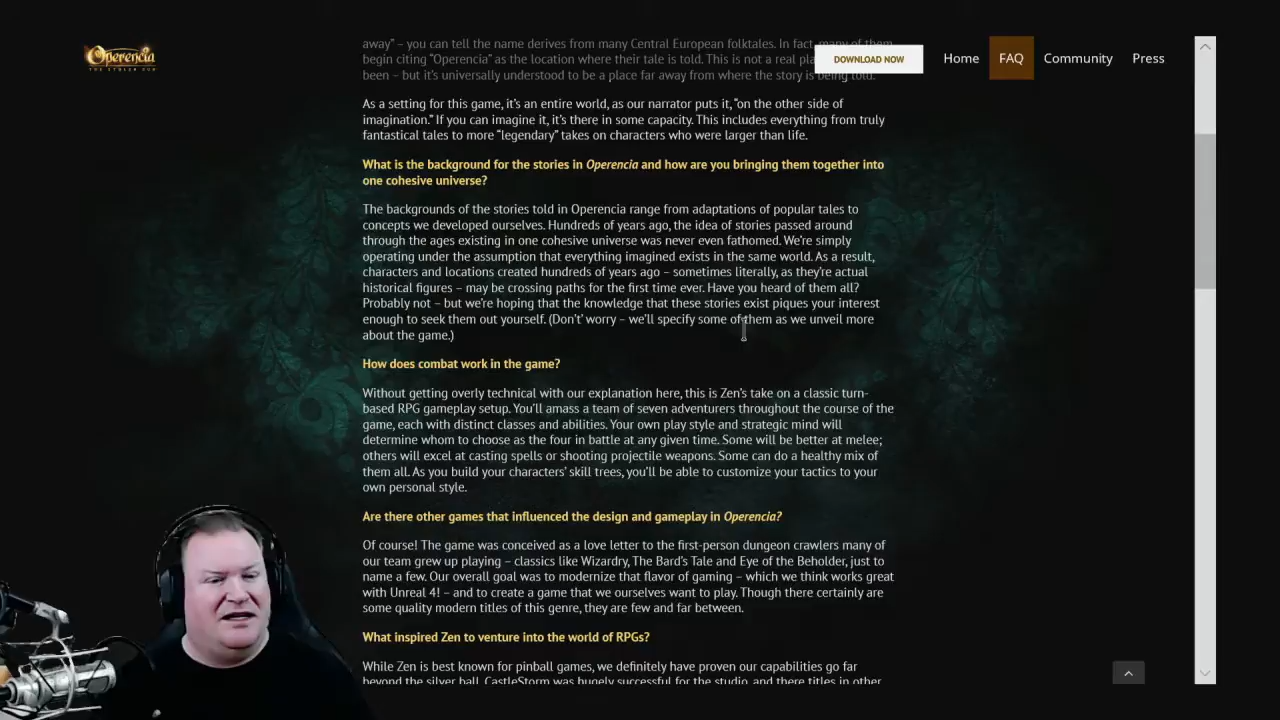 Operencia
THE STOLEN SUN
DOWNLOAD NOW
Home
FAQ
Community
Press
away” – you can tell the name derives from many Central European folktales. In fact, many of them
begin citing “Operencia” as the location where their tale is told. This is not a real pla
been – but it’s universally understood to be a place far away from where the story is being told.
As a setting for this game, it’s an entire world, as our narrator puts it, “on the other side of
imagination.” If you can imagine it, it’s there in some capacity. This includes everything from truly
fantastical tales to more “legendary” takes on characters who were larger than life.
What is the background for the stories in Operencia and how are you bringing them together into
one cohesive universe?
The backgrounds of the stories told in Operencia range from adaptations of popular tales to
concepts we developed ourselves. Hundreds of years ago, the idea of stories passed around
through the ages existing in one cohesive universe was never even fathomed. We’re simply
operating under the assumption that everything imagined exists in the same world. As a result,
characters and locations created hundreds of years ago – sometimes literally, as they’re actual
historical figures – may be crossing paths for the first time ever. Have you heard of them all?
Probably not – but we’re hoping that the knowledge that these stories exist piques your interest
enough to seek them out yourself. (Don’t’ worry – we’ll specify some of them as we unveil more
about the game.)
How does combat work in the game?
Without getting overly technical with our explanation here, this is Zen’s take on a classic turn-
based RPG gameplay setup. You’ll amass a team of seven adventurers throughout the course of the
game, each with distinct classes and abilities. Your own play style and strategic mind will
determine whom to choose as the four in battle at any given time. Some will be better at melee;
others will excel at casting spells or shooting projectile weapons. Some can do a healthy mix of
them all. As you build your characters’ skill trees, you’ll be able to customize your tactics to your
own personal style.
Are there other games that influenced the design and gameplay in Operencia?
Of course! The game was conceived as a love letter to the first-person dungeon crawlers many of
our team grew up playing – classics like Wizardry, The Bard’s Tale and Eye of the Beholder, just to
name a few. Our overall goal was to modernize that flavor of gaming – which we think works great
with Unreal 4! – and to create a game that we ourselves want to play. Though there certainly are
some quality modern titles of this genre, they are few and far between.
What inspired Zen to venture into the world of RPGs?
While Zen is best known for pinball games, we definitely have proven our capabilities go far
beyond the silver ball. CastleStorm was hugely successful for the studio, and there titles in other